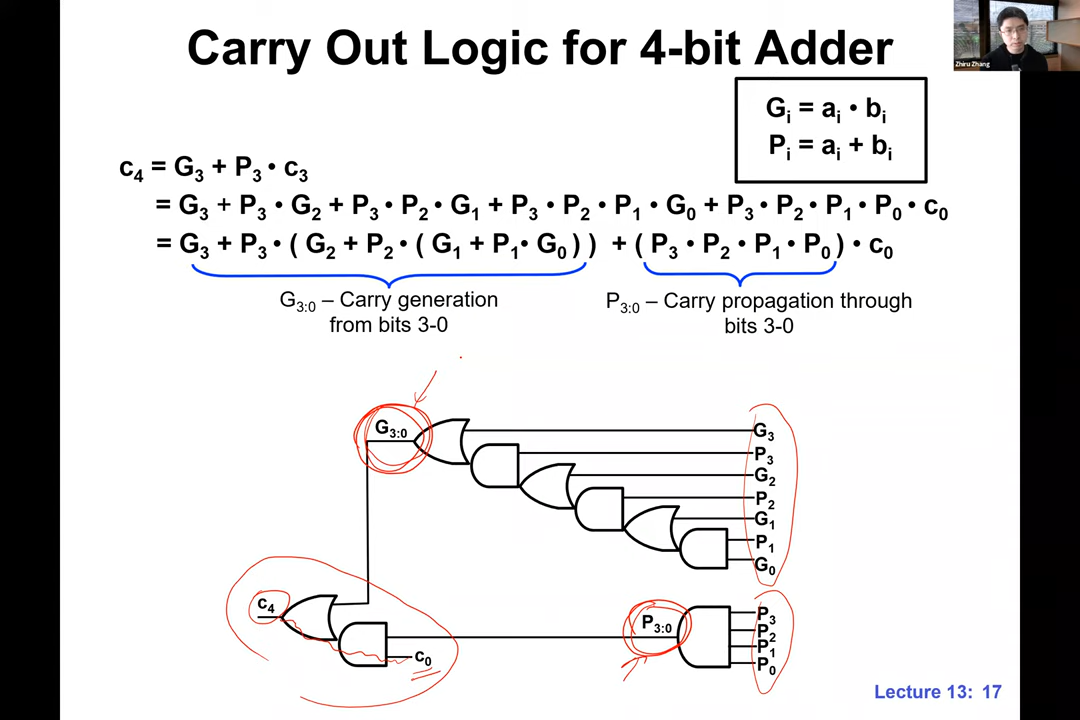 Carry Out Logic for 4-bit Adder
Zhiru Zhang
Gᵢ = aᵢ • bᵢ
Pᵢ = aᵢ + bᵢ
c₄ = G₃ + P₃ • c₃
= G₃ + P₃ • G₂ + P₃ • P₂ • G₁ + P₃ • P₂ • P₁ • G₀ + P₃ • P₂ • P₁ • P₀ • c₀
= G₃ + P₃ • ( G₂ + P₂ • ( G₁ + P₁• G₀ ) ) + ( P₃ • P₂ • P₁ • P₀ ) • c₀
G₃:₀ – Carry generation
from bits 3-0
P₃:₀ – Carry propagation through
bits 3-0
G₃:₀
G₃
P₃
G₂
P₂
G₁
P₁
G₀
c₄
c₀
P₃:₀
P₃
P₂
P₁
P₀
Lecture 13: 17